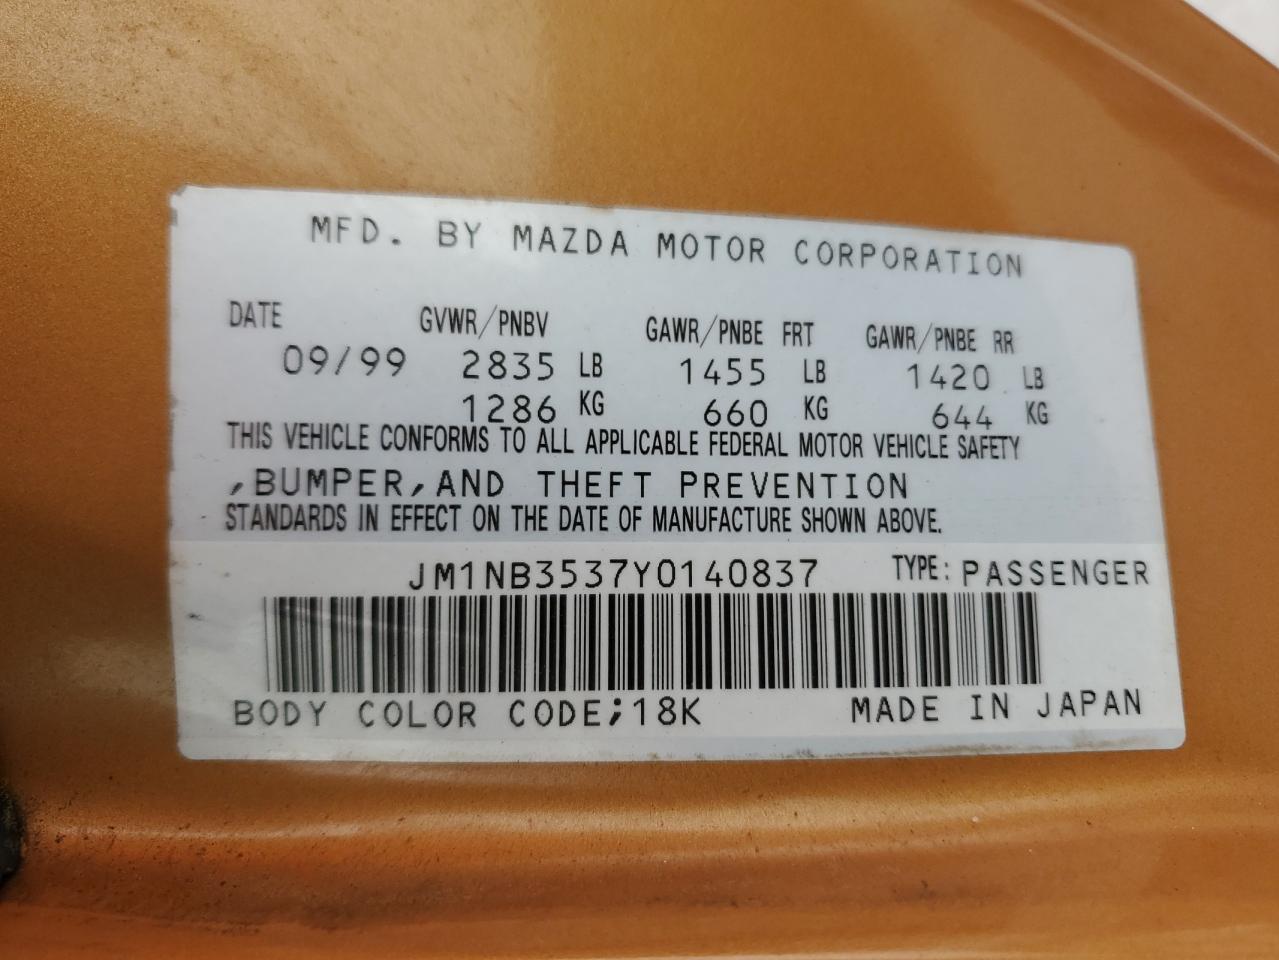 MFD. BY MAZDA MOTOR CORPORATION
DATE GVWR/PNBV GAWR/PNBE FRT GAWR/PNBE RR
09/99 2835 LB 1455 LB 1420 LB
1286 KG 660 KG 644 KG
THIS VEHICLE CONFORMS TO ALL APPLICABLE FEDERAL MOTOR VEHICLE SAFETY
,BUMPER,AND THEFT PREVENTION
STANDARDS IN EFFECT ON THE DATE OF MANUFACTURE SHOWN ABOVE.
JM1NB3537Y0140837 TYPE: PASSENGER
BODY COLOR CODE;18K MADE IN JAPAN